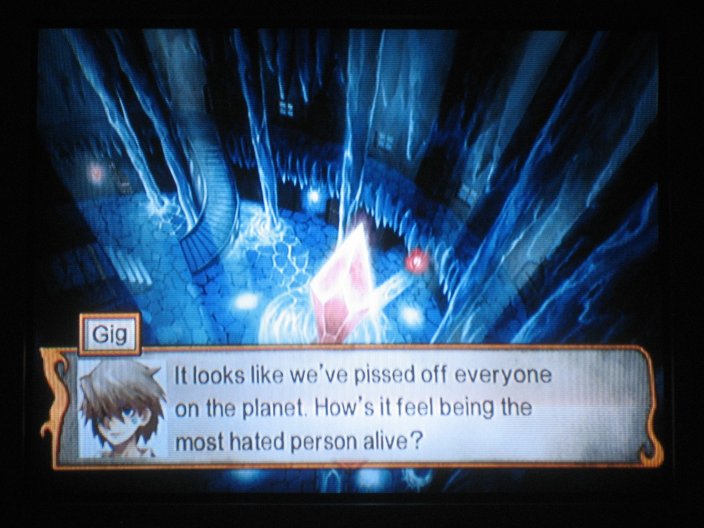 Gig
It looks like we've pissed off everyone
on the planet. How's it feel being the
most hated person alive?